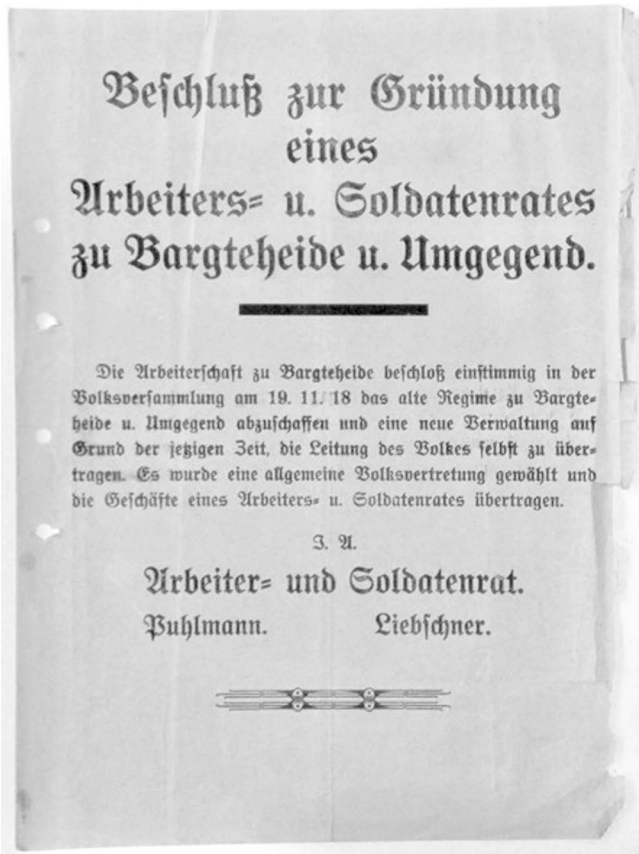 Beschluß zur Gründung
eines
Arbeiters= u. Soldatenrates
zu Bargteheide u. Umgegend.
Die Arbeiterschaft zu Bargteheide beschloß einstimmig in der
Volksversammlung am 19. 11. 18 das alte Regime zu Bargte=
heide u. Umgegend abzuschaffen und eine neue Verwaltung auf
Grund der jetzigen Zeit, die Leitung des Volkes selbst zu über=
tragen. Es wurde eine allgemeine Volksvertretung gewählt und
die Geschäfte eines Arbeiters= u. Soldatenrates übertragen.
I. A.
Arbeiter= und Soldatenrat.
Puhlmann. Liebschner.